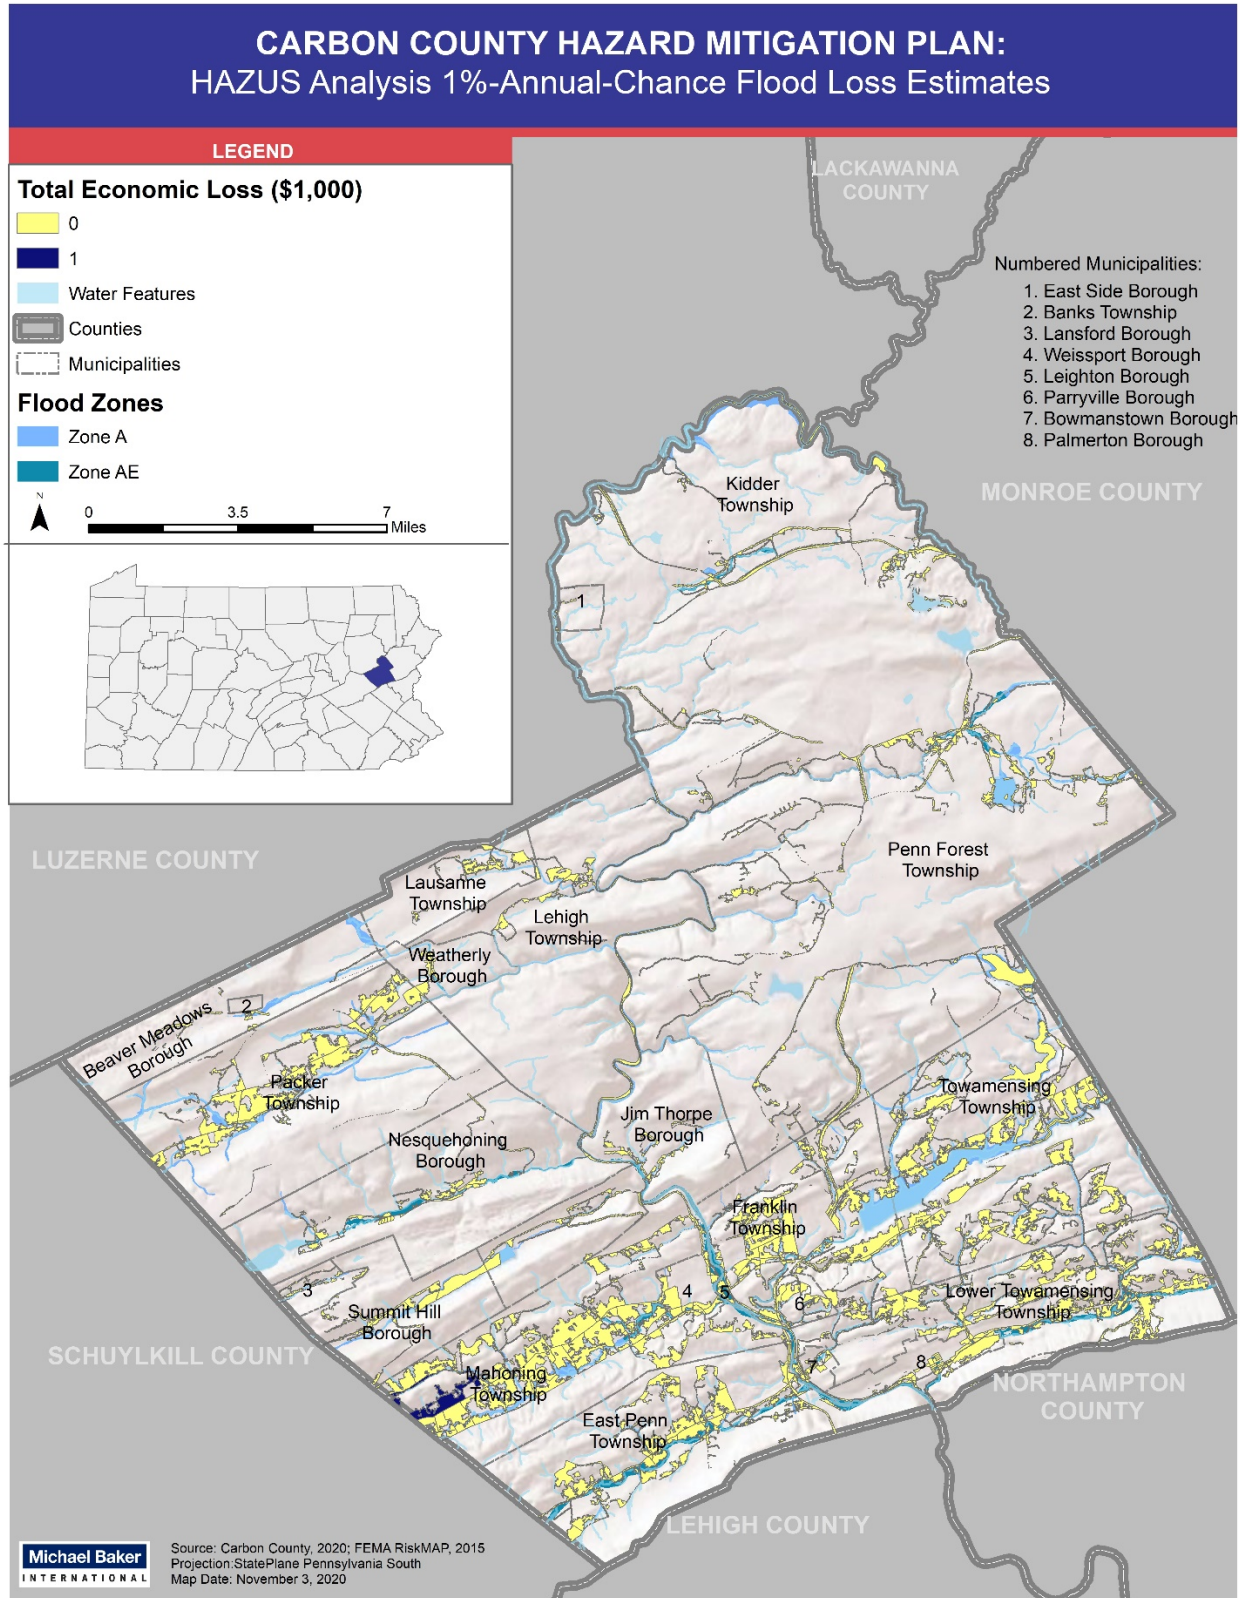 CARBON COUNTY HAZARD MITIGATION PLAN:
HAZUS Analysis 1%-Annual-Chance Flood Loss Estimates
LEGEND
Total Economic Loss ($1,000)
0
1
Water Features
Counties
Municipalities
Flood Zones
Zone A
Zone AE
N
0 3.5 7
Miles
LACKAWANNA
COUNTY
Numbered Municipalities:
1. East Side Borough
2. Banks Township
3. Lansford Borough
4. Weissport Borough
5. Leighton Borough
6. Parryville Borough
7. Bowmanstown Borough
8. Palmerton Borough
MONROE COUNTY
Kidder
Township
1
LUZERNE COUNTY
Penn Forest
Township
Lausanne
Township
Lehigh
Township
Weatherly
Borough
2
Beaver Meadows
Borough
Packer
Township
Towamensing
Township
Jim Thorpe
Borough
Nesquehoning
Borough
Franklin
Township
3
4
5
6
Lower Towamensing
Township
Summit Hill
Borough
SCHUYLKILL COUNTY
Mahoning
Township
7
8
NORTHAMPTON
COUNTY
East Penn
Township
LEHIGH COUNTY
Michael Baker
INTERNATIONAL
Source: Carbon County, 2020; FEMA RiskMAP, 2015
Projection:StatePlane Pennsylvania South
Map Date: November 3, 2020